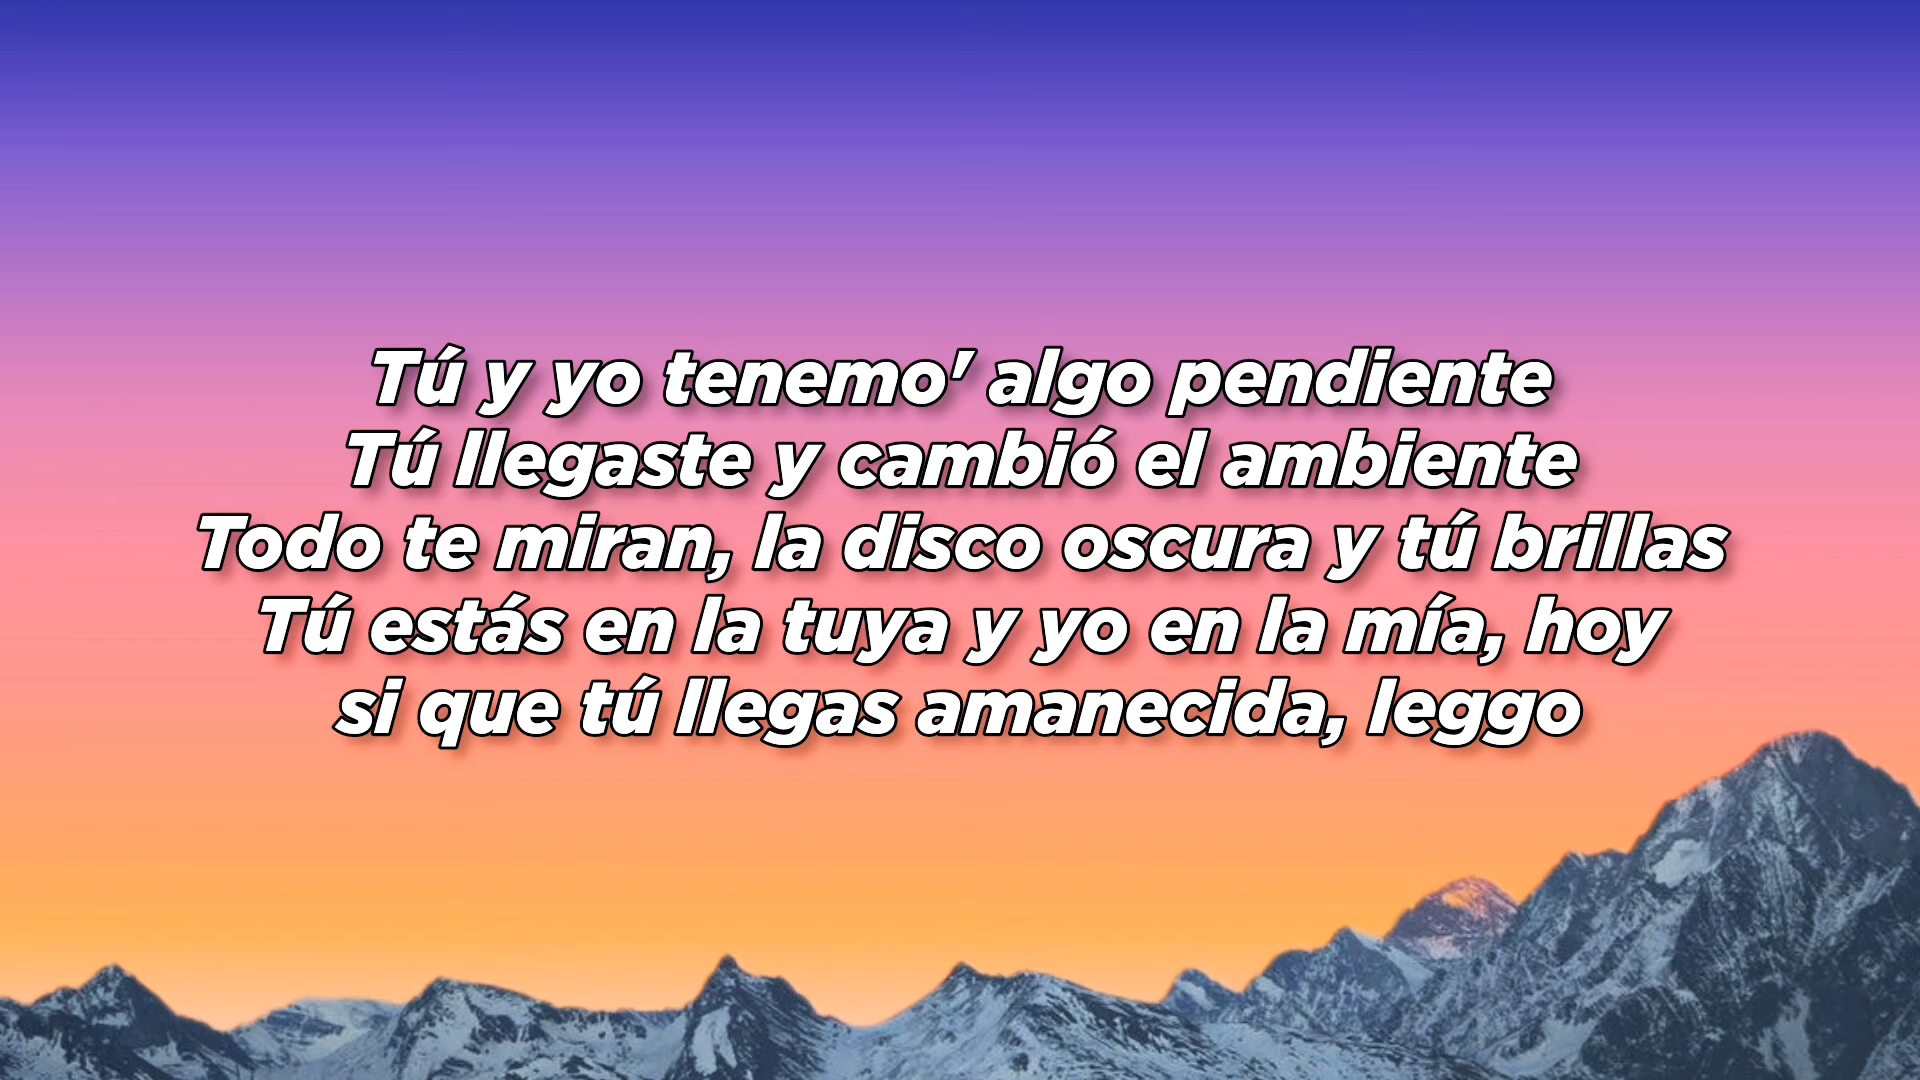 Tú y yo tenemo' algo pendiente
Tú llegaste y cambió el ambiente
Todo te miran, la disco oscura y tú brillas
Tú estás en la tuya y yo en la mía, hoy
si que tú llegas amanecida, leggo